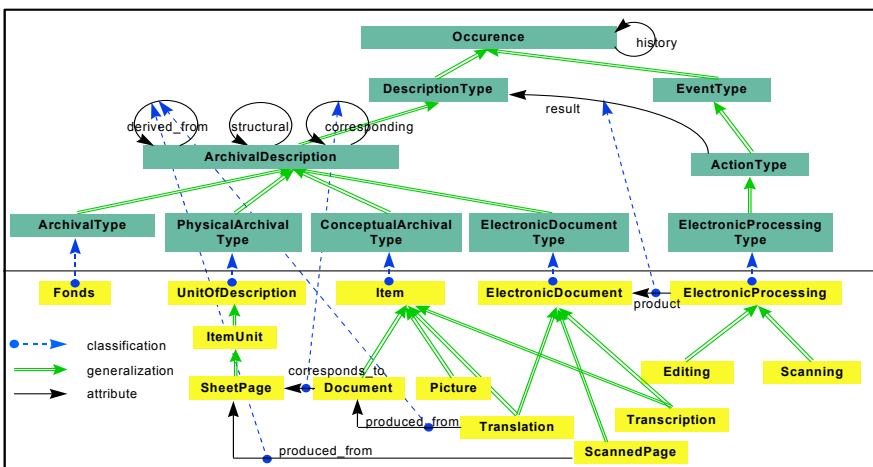 Occurence
history
DescriptionType
EventType
result
derived_from
structural
corresponding
ArchivalDescription
ActionType
ArchivalType
PhysicalArchival
Type
ConceptualArchival
Type
ElectronicDocument
Type
ElectronicProcessing
Type
Fonds
UnitOfDescription
Item
ElectronicDocument
ElectronicProcessing
product
ItemUnit
classification
generalization
attribute
corresponds_to
SheetPage
Document
Picture
Editing
Scanning
produced_from
Translation
Transcription
produced_from
ScannedPage